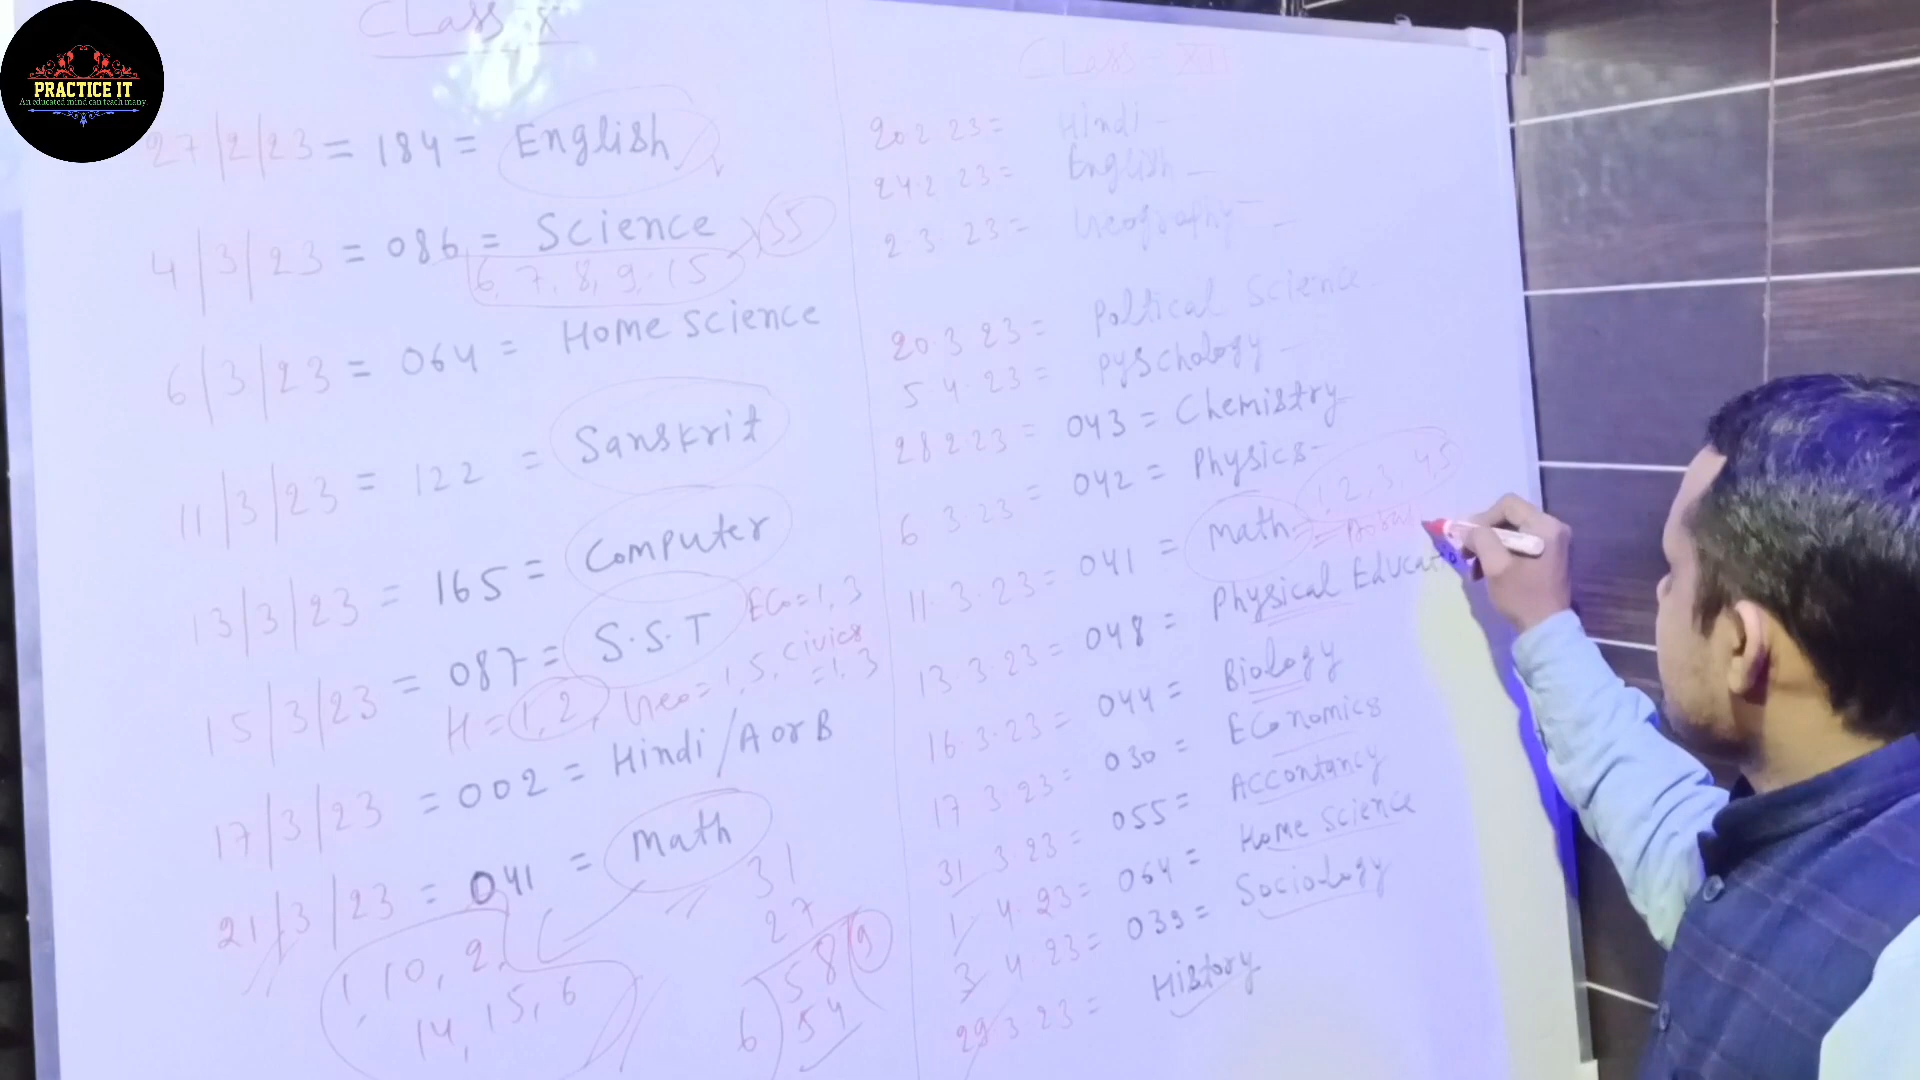 PRACTICE IT
An educated mind can teach many.
Class X
27/2/23 = 184 = English
4/3/23 = 086 = Science 35
6, 7, 8, 9, 15
6/3/23 = 064 = Home science
11/3/23 = 122 = Sanskrit
13/3/23 = 165 = Computer
15/3/23 = 087 = S.S.T Eco = 1, 3
H = 1, 2, Geo = 1, 5, Civics = 1, 3
17/3/23 = 002 = Hindi / A or B
21/3/23 = 041 = Math
1, 10, 2,
14, 15, 6
31
27
6 ) 58 ( 9
54
Class - XII
20.2.23 = Hindi -
24.2.23 = English -
2.3.23 = Geography -
20.3.23 = Poltical Science
5.4.23 = Pyschology -
28.2.23 = 043 = Chemistry -
6.3.23 = 042 = Physics -
1, 2, 3, 4, 5
11.3.23 = 041 = Math =
13.3.23 = 048 = Physical Educatio
16.3.23 = 044 = Biology
17.3.23 = 030 = Economics
31.3.23 = 055 = Accontancy
1.4.23 = 064 = Home Science
3.4.23 = 039 = Sociology
29.3.23 = History